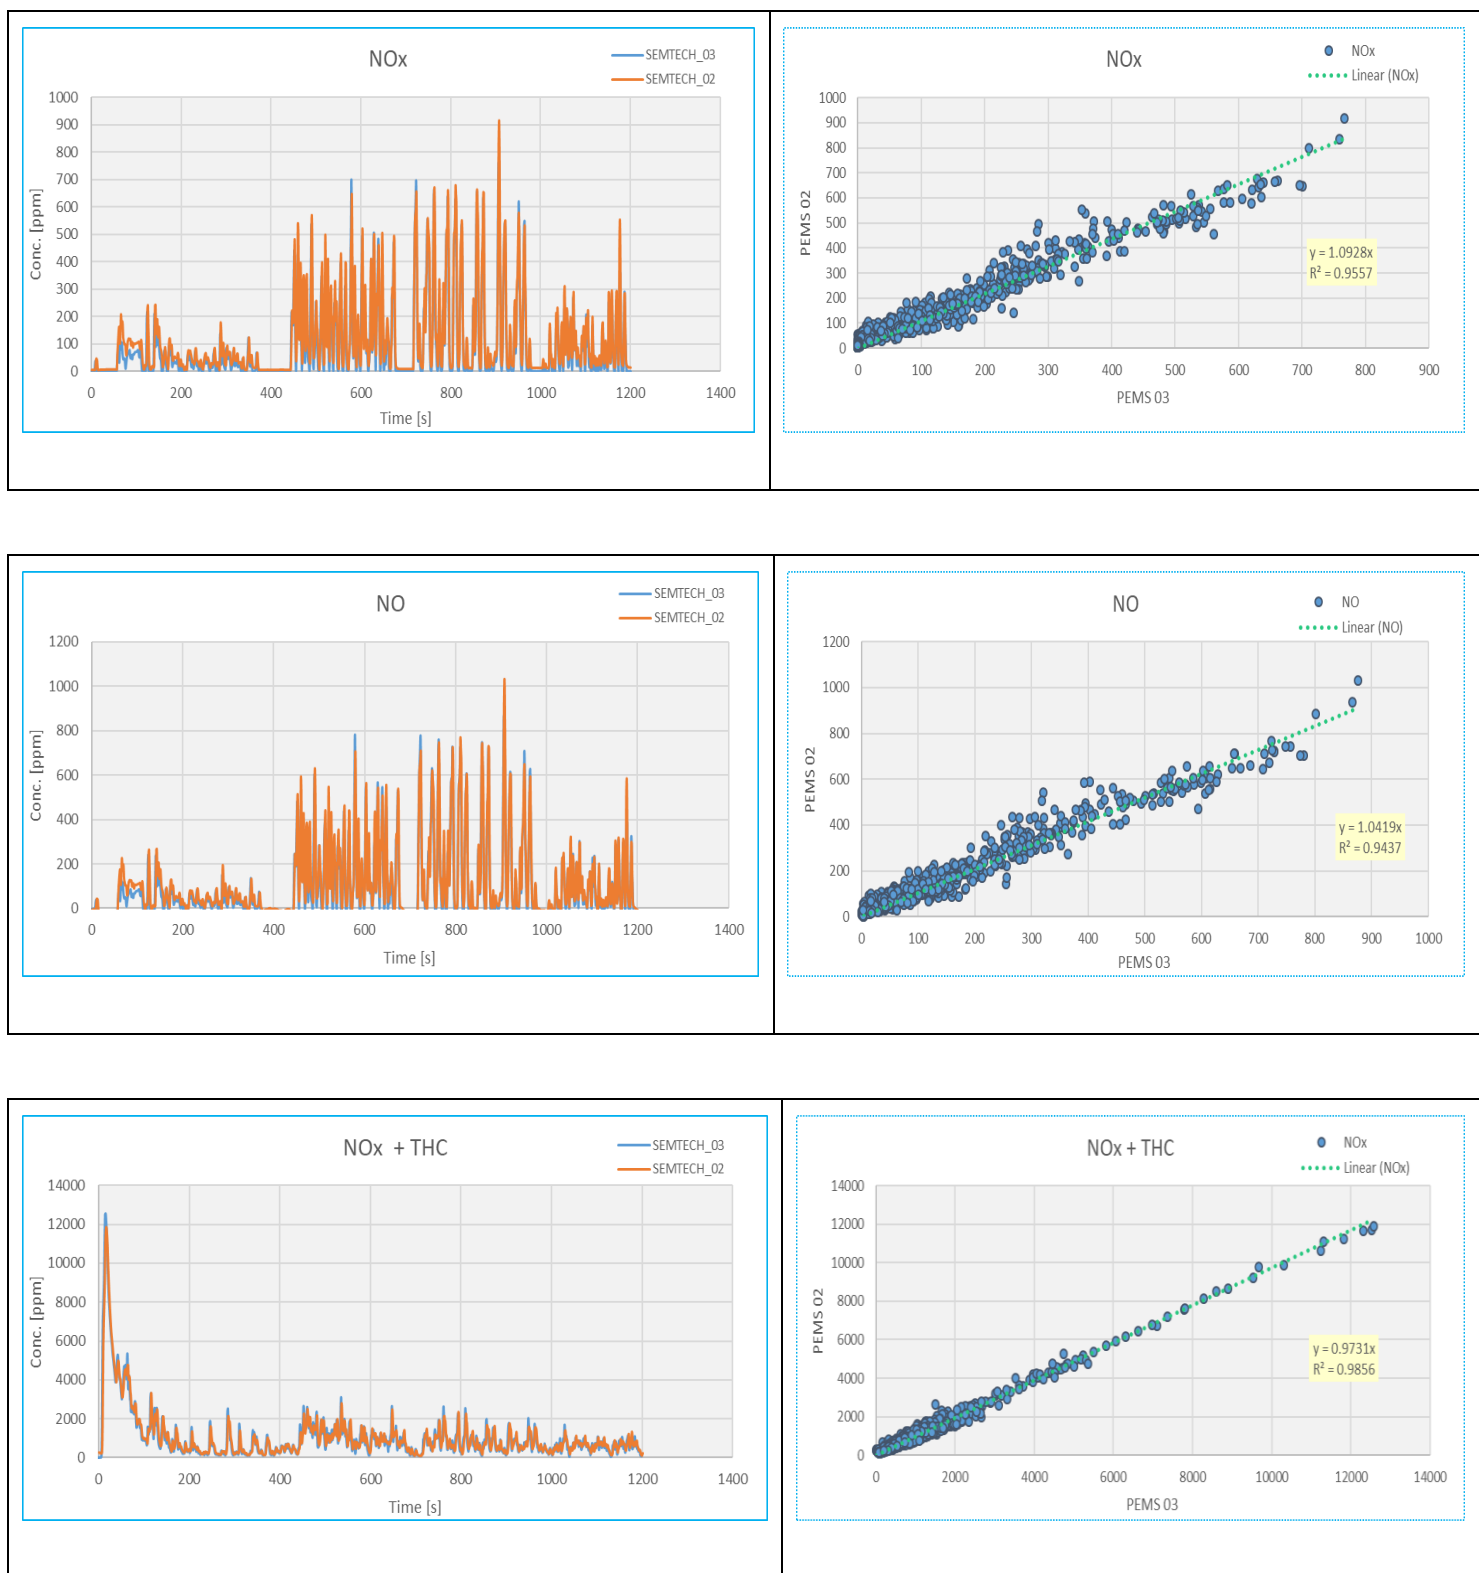 NOx
SEMTECH_03
SEMTECH_02
1000
900
800
700
600
500
400
300
200
100
0
Conc. [ppm]
0 200 400 600 800 1000 1200 1400
Time [s]
NOx
NOx
Linear (NOx)
1000
900
800
700
600
500
400
300
200
100
0
PEMS 02
y = 1.0928x
R² = 0.9557
0 100 200 300 400 500 600 700 800 900
PEMS 03
NO
SEMTECH_03
SEMTECH_02
1200
1000
800
600
400
200
0
Conc. [ppm]
0 200 400 600 800 1000 1200 1400
Time [s]
NO
NO
Linear (NO)
1200
1000
800
600
400
200
0
PEMS 02
y = 1.0419x
R² = 0.9437
0 100 200 300 400 500 600 700 800 900 1000
PEMS 03
NOx + THC
SEMTECH_03
SEMTECH_02
14000
12000
10000
8000
6000
4000
2000
0
Conc. [ppm]
0 200 400 600 800 1000 1200 1400
Time [s]
NOx + THC
NOx
Linear (NOx)
14000
12000
10000
8000
6000
4000
2000
0
PEMS 02
y = 0.9731x
R² = 0.9856
0 2000 4000 6000 8000 10000 12000 14000
PEMS 03